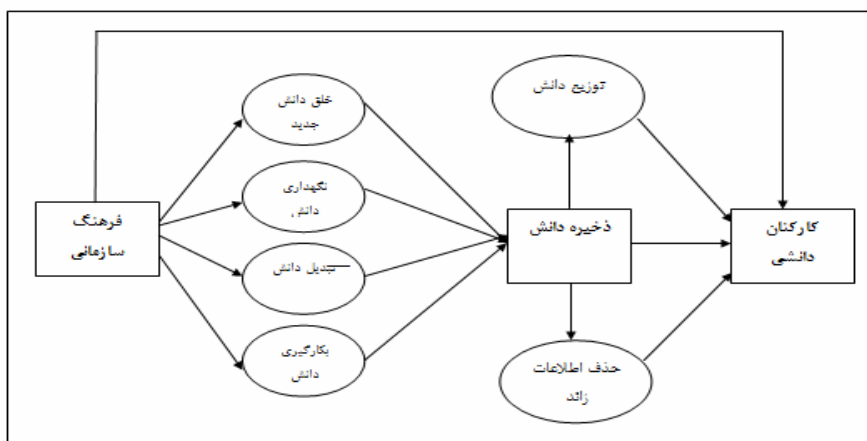 توزیع دانش
خلق دانش
جدید
نگهداری
دانش
فرهنگ
سازمانی
ذخیره دانش
کارکنان
دانشی
تبدیل دانش
بکارگیری
دانش
حذف اطلاعات
زائد